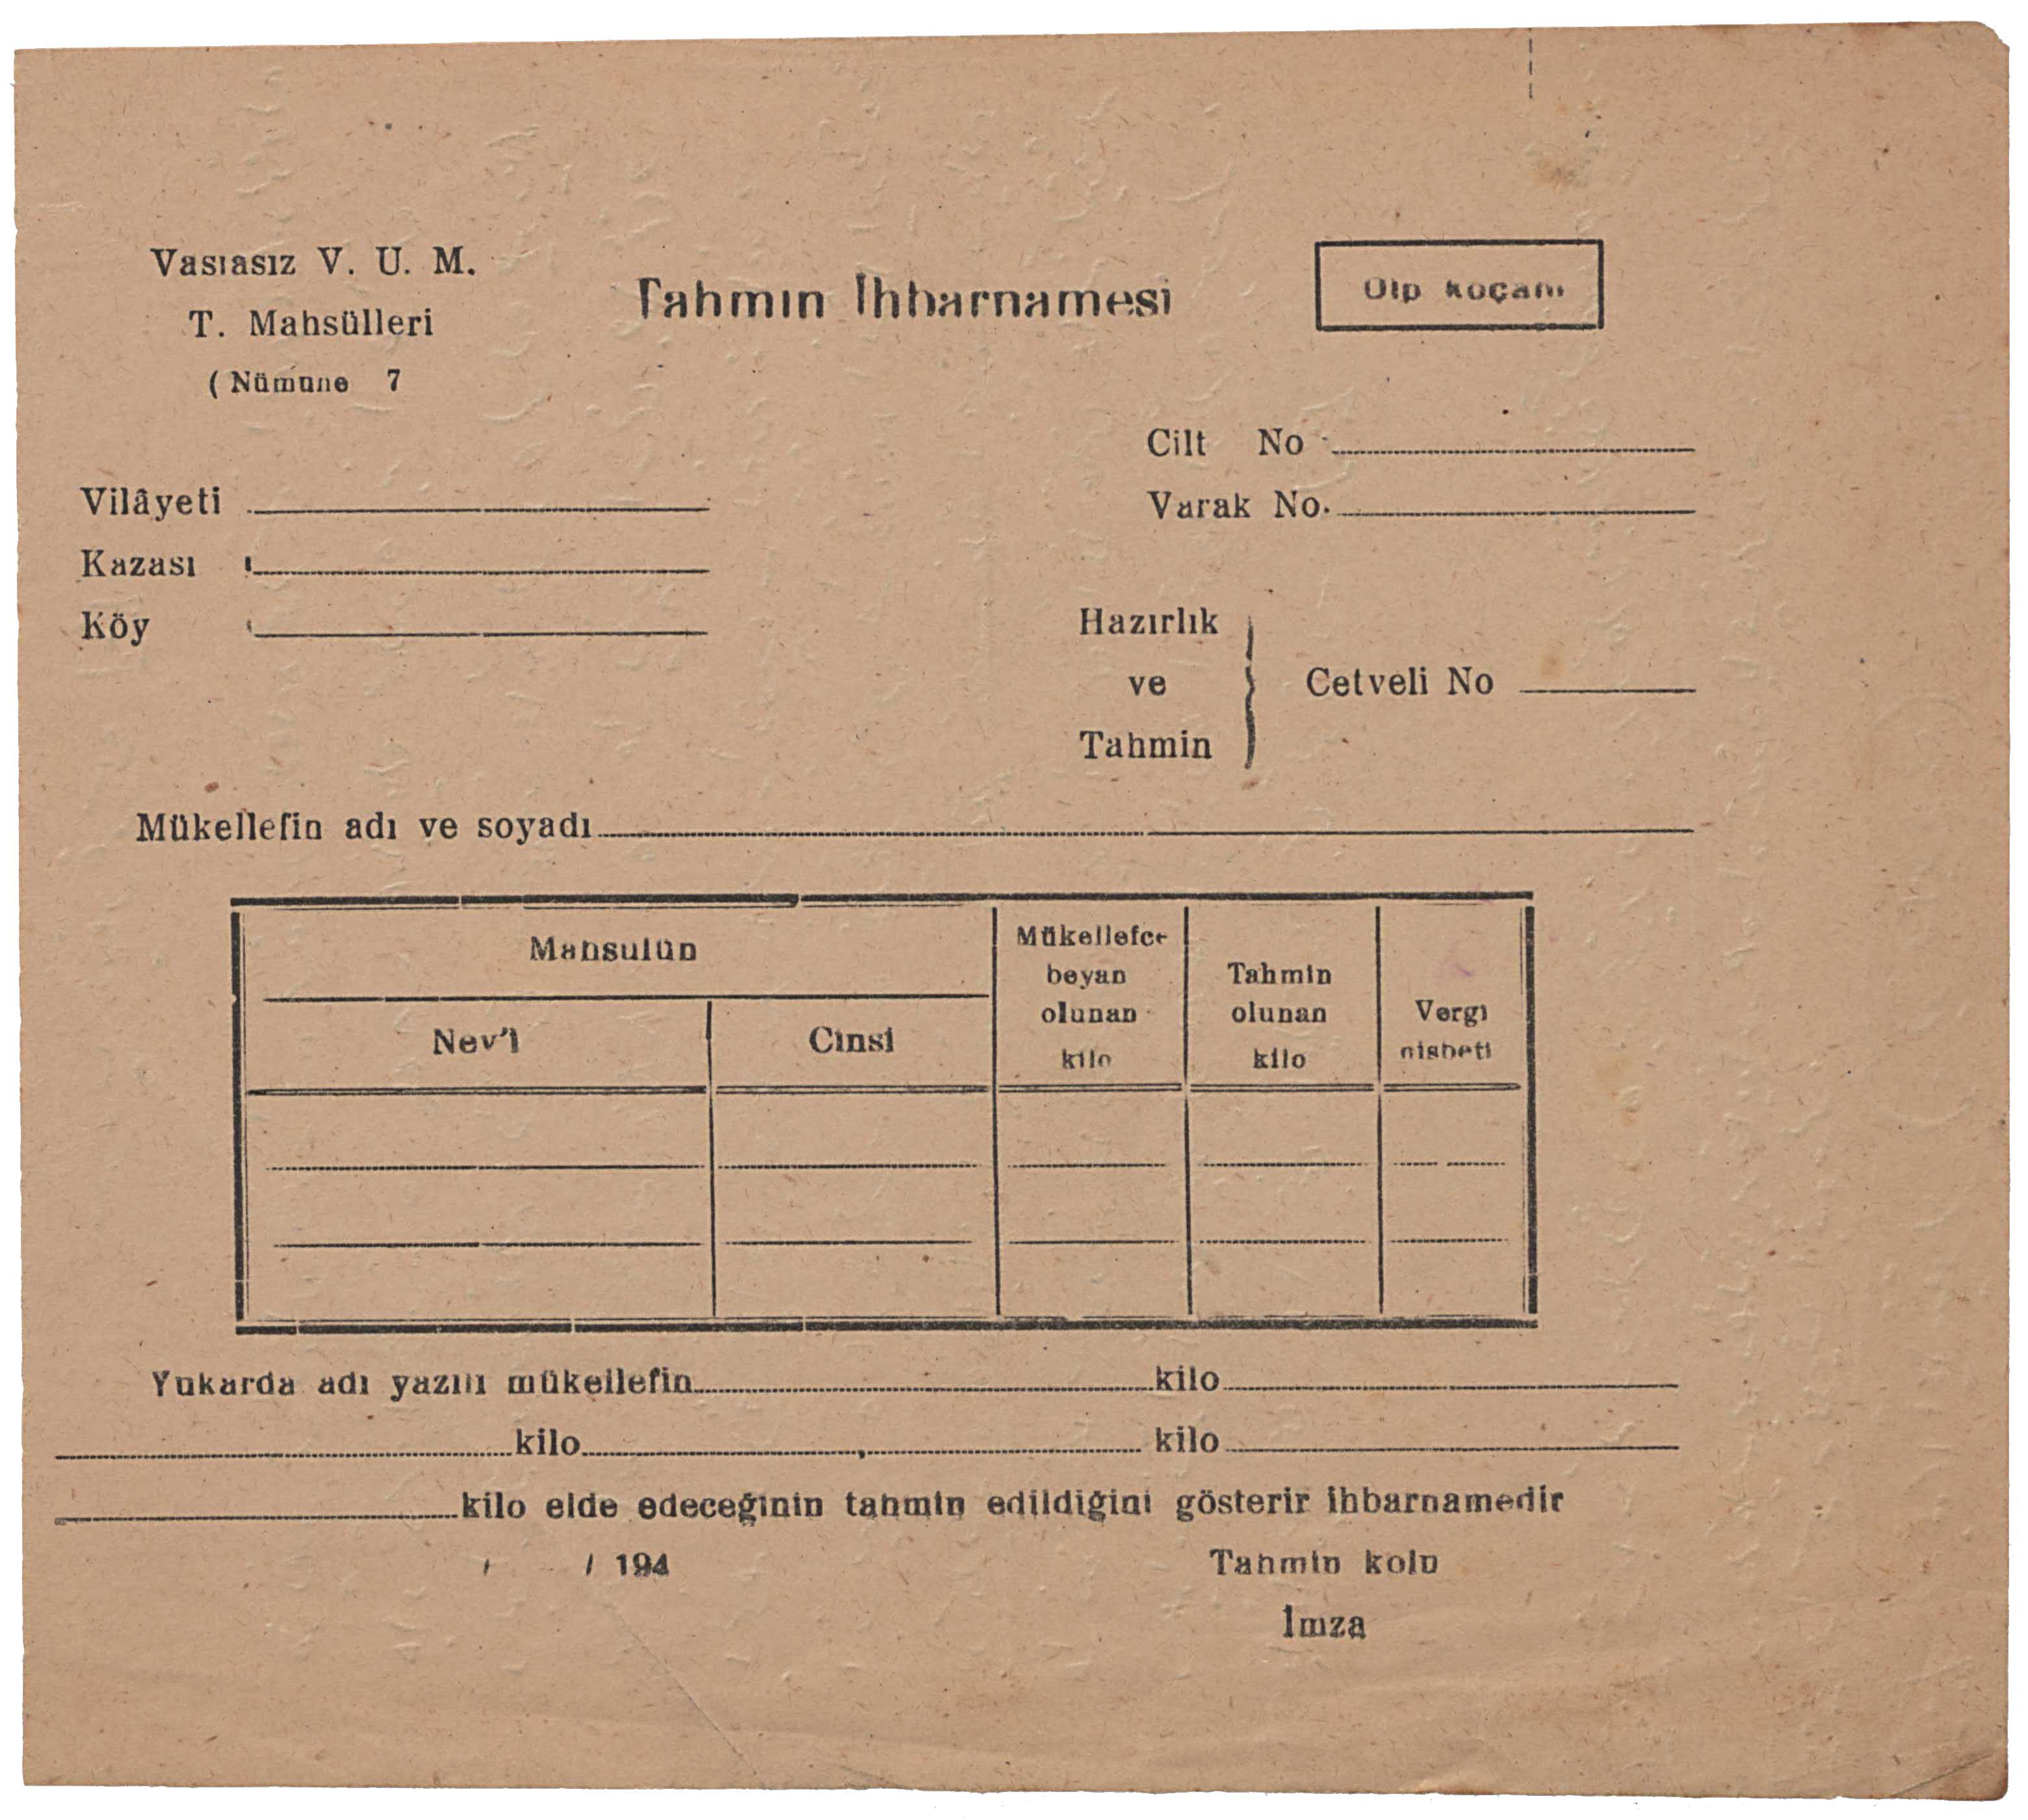 Vasıasız V. U. M.
T. Mahsülleri
( Nümune 7
Tahmin İhbarnamesi
Dip koçanı
Cilt No
Varak No.
Vilâyeti
Kazası
Köy
Hazırlık
ve
Tahmin
Cetveli No
Mükellefin adı ve soyadı
Mahsulün
Nev'i
Cinsi
Mükellefce
beyan
olunan
kilo
Tahmin
olunan
kilo
Vergi
nisbeti
Yukarda adı yazılı mükellefin kilo
kilo kilo
kilo elde edeceğinin tahmin edildiğini gösterir ihbarnamedir
/ / 194
Tahmin kolu
İmza